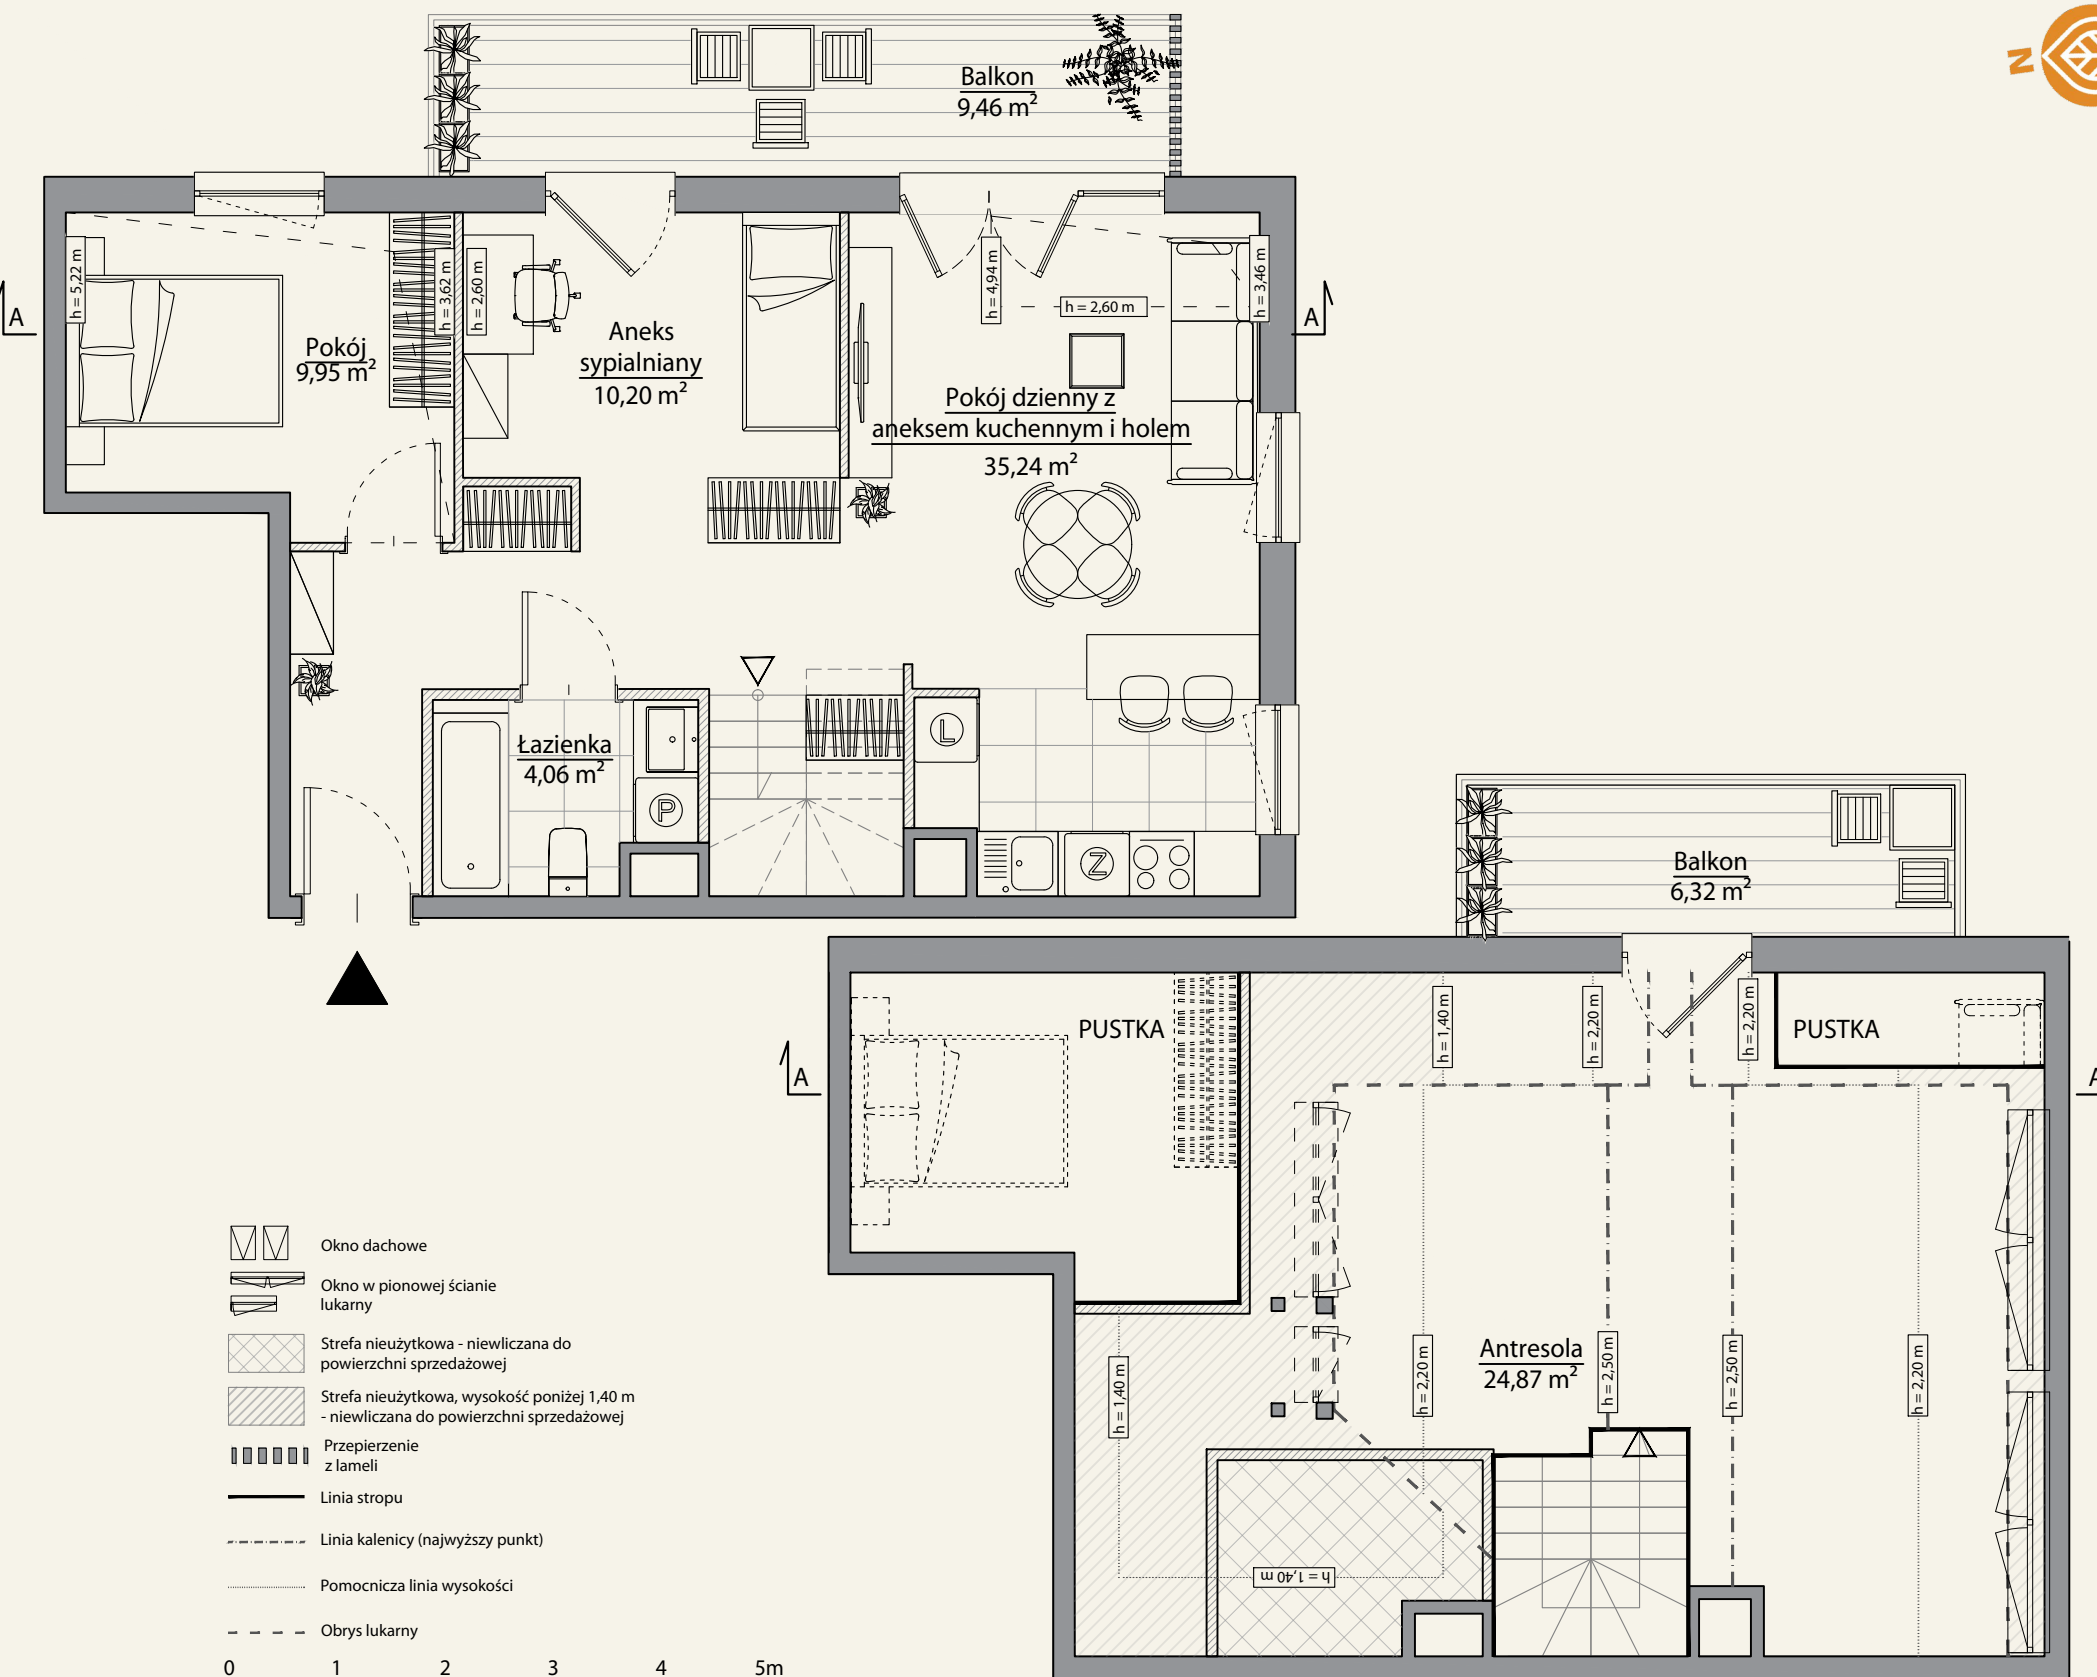 N
Balkon
9,46 m²
h = 5,22 m
h = 3,62 m
h = 2,60 m
h = 4,94 m
h = 2,60 m
h = 3,46 m
A
A
Pokój
9,95 m²
Aneks
sypialniany
10,20 m²
Pokój dzienny z
aneksem kuchennym i holem
35,24 m²
Łazienka
4,06 m²
L
P
Z
Balkon
6,32 m²
PUSTKA
h = 1,40 m
h = 2,20 m
h = 2,20 m
PUSTKA
A
A
Antresola
24,87 m²
h = 1,40 m
h = 2,20 m
h = 2,50 m
h = 2,50 m
h = 2,20 m
h = 1,40 m
Okno dachowe
Okno w pionowej ścianie
lukarny
Strefa nieużytkowa - niewliczana do
powierzchni sprzedażowej
Strefa nieużytkowa, wysokość poniżej 1,40 m
- niewliczana do powierzchni sprzedażowej
Przepierzenie
z lameli
Linia stropu
Linia kalenicy (najwyższy punkt)
Pomocnicza linia wysokości
Obrys lukarny
0 1 2 3 4 5m